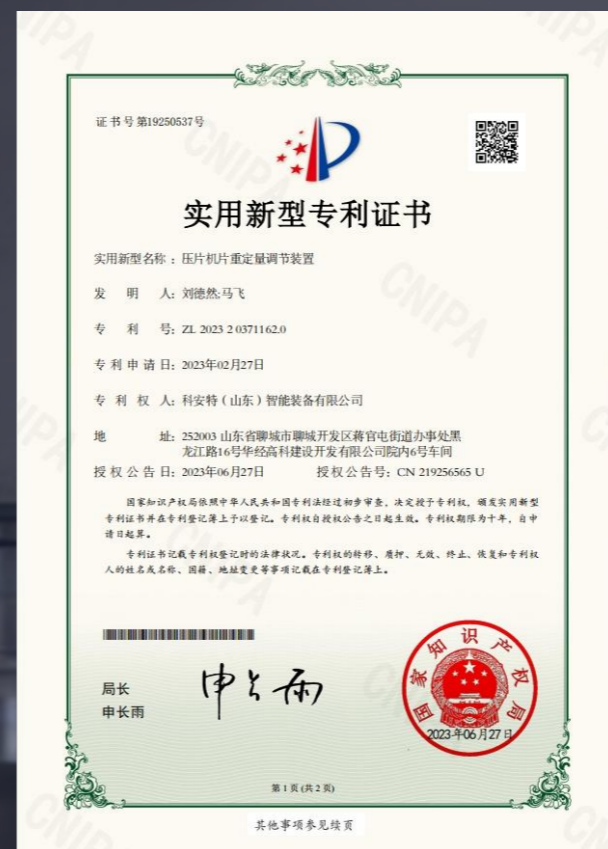 证书号第19250537号
实用新型专利证书
实用新型名称：压片机片重定量调节装置
发 明 人：刘德然;马飞
专 利 号：ZL 2023 2 0371162.0
专利申请日：2023年02月27日
专 利 权 人：科安特（山东）智能装备有限公司
地 址：252003 山东省聊城市聊城开发区蒋官屯街道办事处黑
龙江路16号华经高科建设开发有限公司院内6号车间
授权公告日：2023年06月27日 授权公告号：CN 219256565 U
国家知识产权局依照中华人民共和国专利法经过初步审查，决定授予专利权，颁发实用新型
专利证书并在专利登记簿上予以登记。专利权自授权公告之日起生效。专利权期限为十年，自申
请日起算。
专利证书记载专利权登记时的法律状况。专利权的转移、质押、无效、终止、恢复和专利权
人的姓名或名称、国籍、地址变更等事项记载在专利登记簿上。
局长
申长雨
申长雨
国家知识产权局
2023年06月27日
第 1 页 (共 2 页)
其他事项参见续页
CNIPA
CNIPA
CNIPA
CNIPA
CNIPA